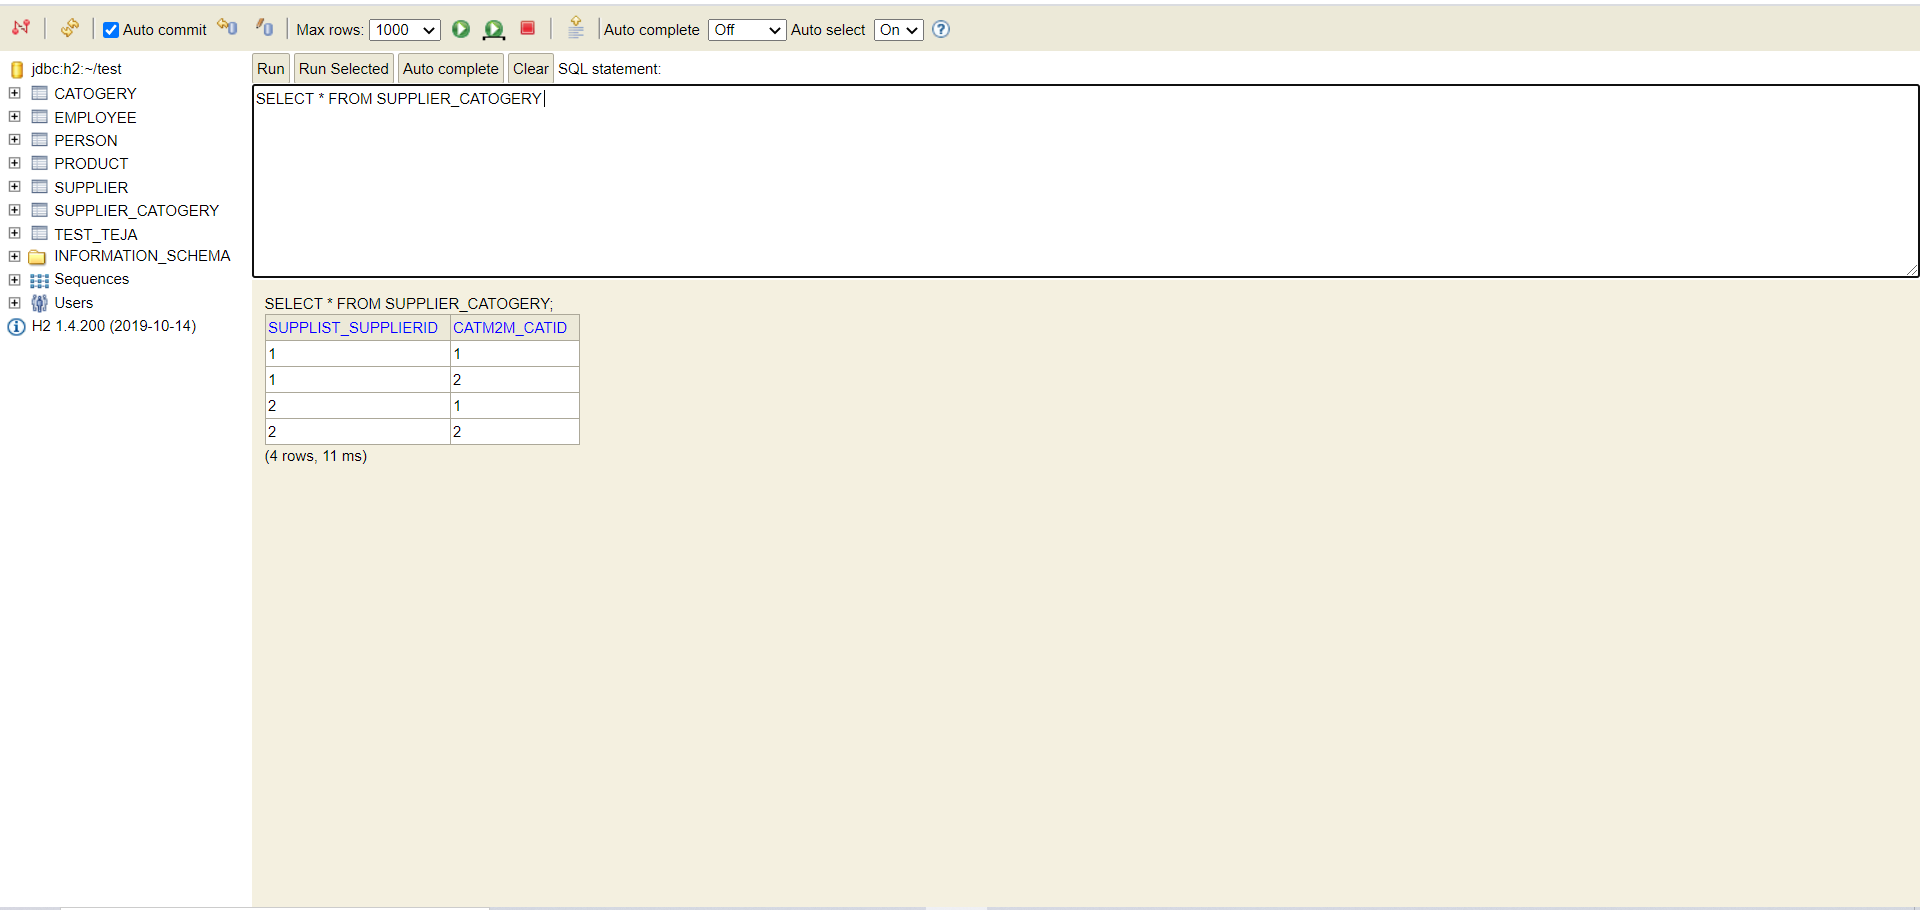 Auto commit Max rows: 1000 Auto complete Off Auto select On ?
jdbc:h2:~/test
CATOGERY
EMPLOYEE
PERSON
PRODUCT
SUPPLIER
SUPPLIER_CATOGERY
TEST_TEJA
INFORMATION_SCHEMA
Sequences
Users
H2 1.4.200 (2019-10-14)
Run Run Selected Auto complete Clear SQL statement:
SELECT * FROM SUPPLIER_CATOGERY
SELECT * FROM SUPPLIER_CATOGERY;
SUPPLIST_SUPPLIERID CATM2M_CATID
1 1
1 2
2 1
2 2
(4 rows, 11 ms)